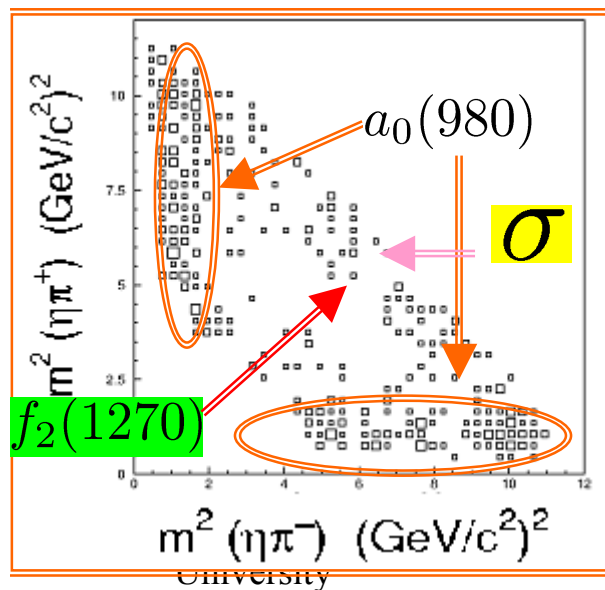 10
7.5
5
2.5
0
m² (ηπ⁺) (GeV/c²)²
a₀(980)
σ
f₂(1270)
0 2 4 6 8 10 12
m² (ηπ⁻) (GeV/c²)²
University